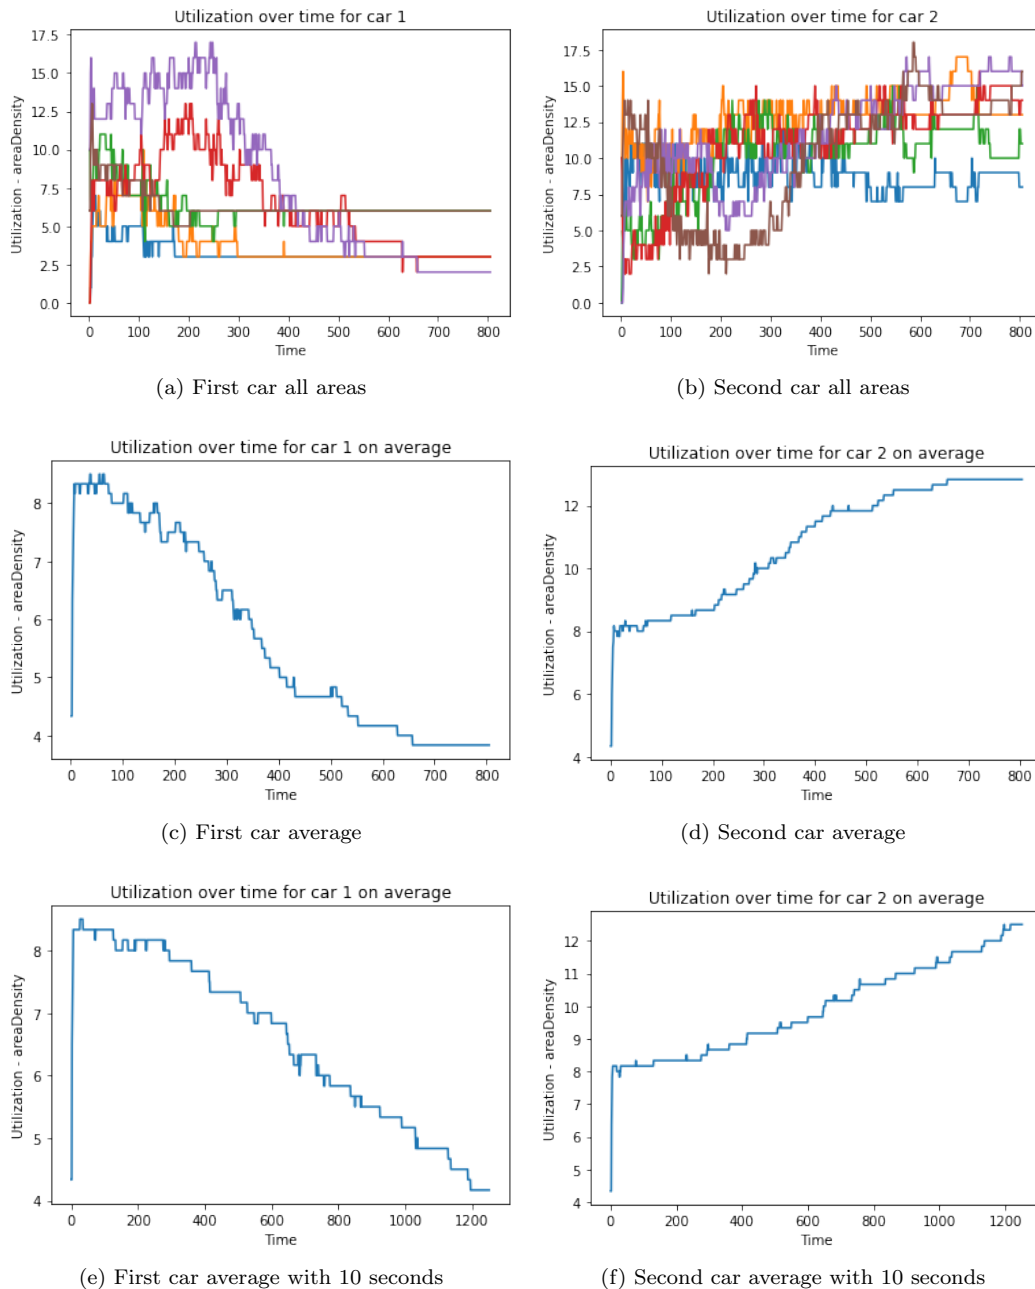 Utilization over time for car 1
Utilization - areaDensity
17.5
15.0
12.5
10.0
7.5
5.0
2.5
0.0
0 100 200 300 400 500 600 700 800
Time
(a) First car all areas
Utilization over time for car 2
Utilization - areaDensity
17.5
15.0
12.5
10.0
7.5
5.0
2.5
0.0
0 100 200 300 400 500 600 700 800
Time
(b) Second car all areas
Utilization over time for car 1 on average
Utilization - areaDensity
8
7
6
5
4
0 100 200 300 400 500 600 700 800
Time
(c) First car average
Utilization over time for car 2 on average
Utilization - areaDensity
12
10
8
6
4
0 100 200 300 400 500 600 700 800
Time
(d) Second car average
Utilization over time for car 1 on average
Utilization - areaDensity
8
7
6
5
4
0 200 400 600 800 1000 1200
Time
(e) First car average with 10 seconds
Utilization over time for car 2 on average
Utilization - areaDensity
12
11
10
9
8
7
6
5
4
0 200 400 600 800 1000 1200
Time
(f) Second car average with 10 seconds